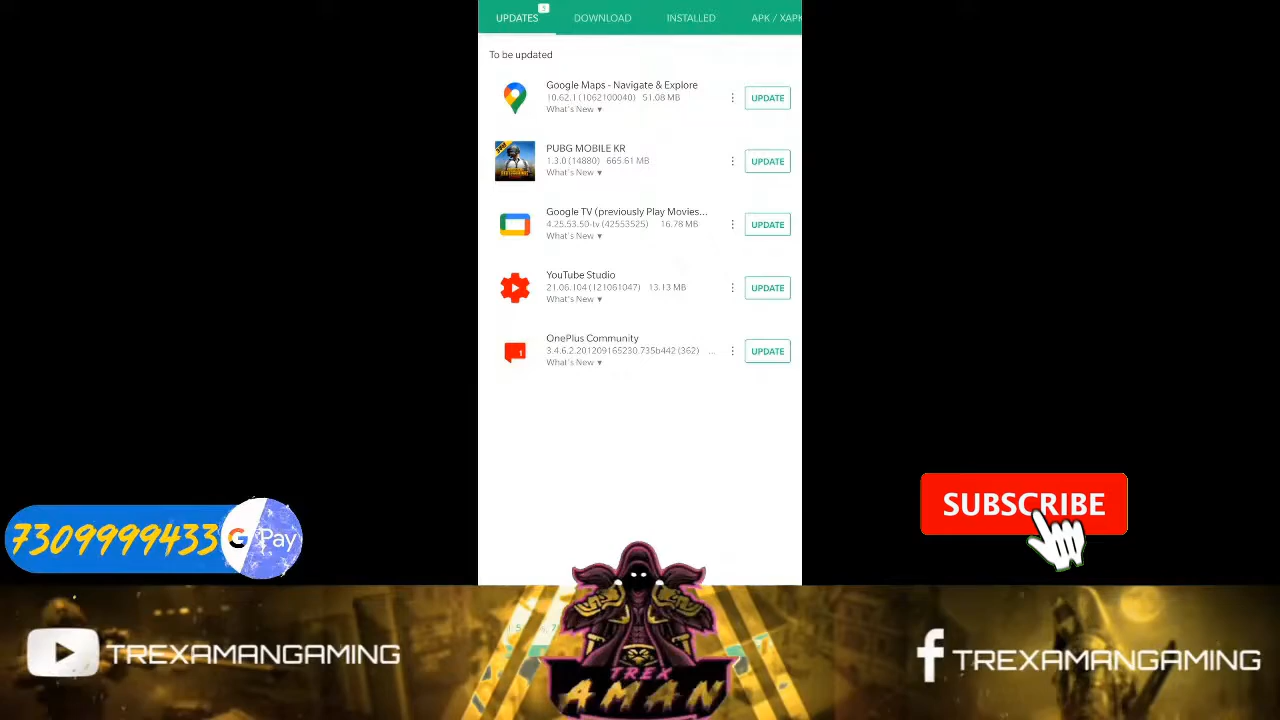 UPDATES 5 DOWNLOAD INSTALLED APK / XAPK
To be updated
Google Maps - Navigate & Explore
10.62.1 (1062100040) 51.08 MB
What's New ▼
UPDATE
PUBG MOBILE KR
1.3.0 (14880) 665.61 MB
What's New ▼
UPDATE
Google TV (previously Play Movies...
4.25.53.50-tv (42553525) 16.78 MB
What's New ▼
UPDATE
YouTube Studio
21.06.104 (121061047) 13.13 MB
What's New ▼
UPDATE
OnePlus Community
3.4.6.2.201209165230.735b442 (362) ...
What's New ▼
UPDATE
7309999433 G Pay
SUBSCRIBE
TREXAMANGAMING
TREX
AMAN
TREXAMANGAMING